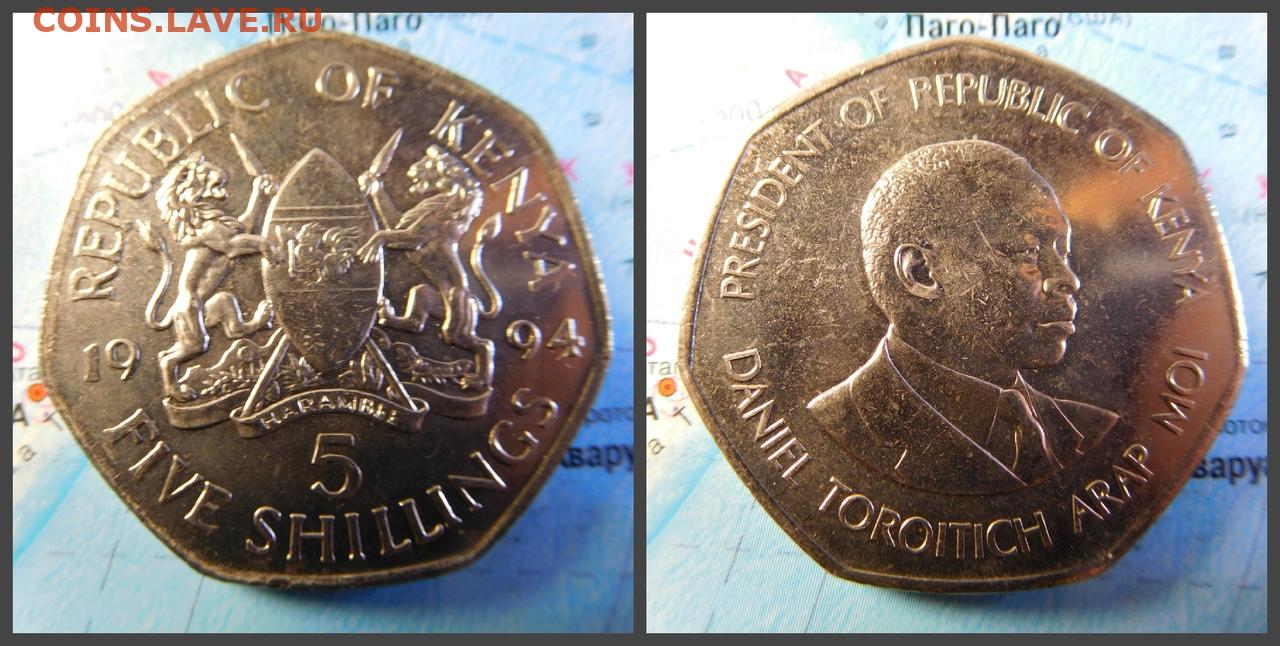 COINS.LAVE.RU
Паго-Паго
REPUBLIC OF KENYA
19 94
HARAMBEE
5
FIVE SHILLINGS
Паго-Паго
(США)
PRESIDENT OF REPUBLIC OF KENYA
DANIEL TOROITICH ARAP MOI